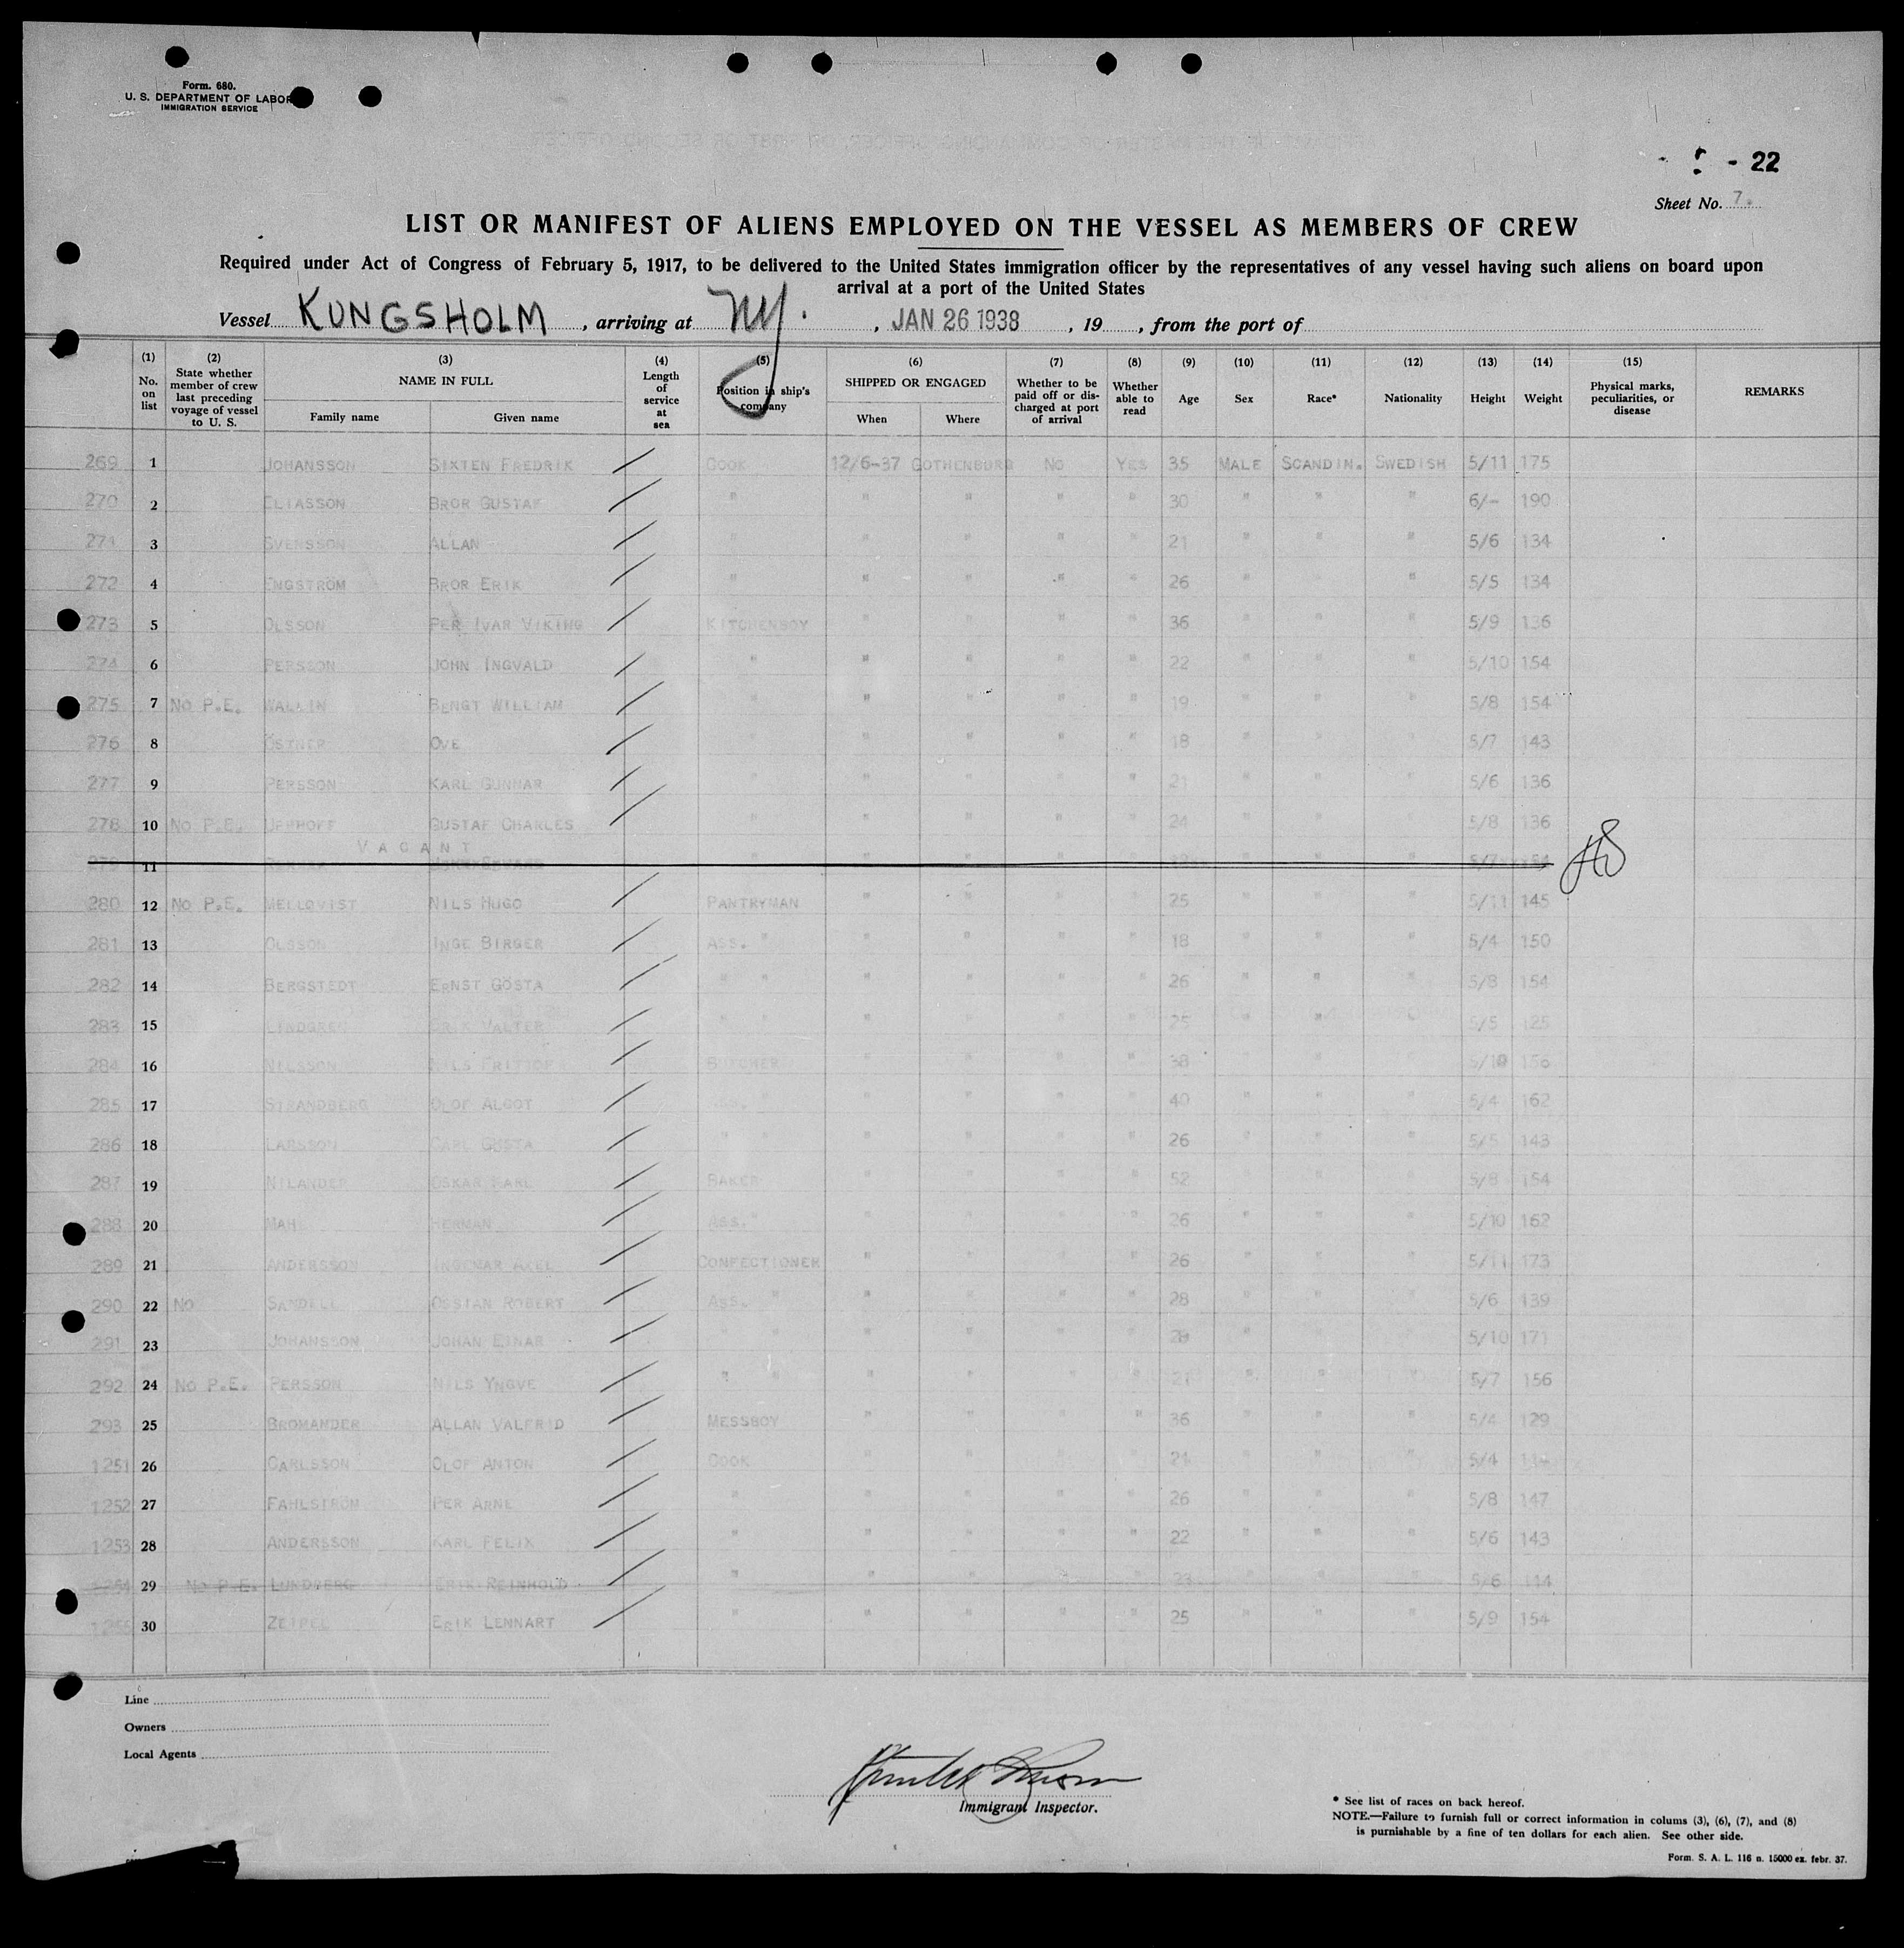 Form. 680.
U. S. DEPARTMENT OF LABOR
IMMIGRATION SERVICE
- 22
Sheet No. 7.
LIST OR MANIFEST OF ALIENS EMPLOYED ON THE VESSEL AS MEMBERS OF CREW
Required under Act of Congress of February 5, 1917, to be delivered to the United States immigration officer by the representatives of any vessel having such aliens on board upon
arrival at a port of the United States
Vessel KUNGSHOLM, arriving at NY., JAN 26 1938, 19, from the port of
(1) No. on list (2) State whether member of crew last preceding voyage of vessel to U. S. (3) NAME IN FULL Family name Given name (4) Length of service at sea (5) Position in ship's company (6) SHIPPED OR ENGAGED When Where (7) Whether to be paid off or discharged at port of arrival (8) Whether able to read (9) Age (10) Sex (11) Race* (12) Nationality (13) Height (14) Weight (15) Physical marks, peculiarities, or disease REMARKS
269 1 JOHANSSON SIXTEN FREDRIK / COOK 12/6-37 GOTHENBURG NO YES 35 MALE SCANDIN. SWEDISH 5/11 175
270 2 ELIASSON BROR GUSTAF / " " " " " 30 " " " 6/- 190
271 3 SVENSSON ALLAN / " " " " " 21 " " " 5/6 134
272 4 ENGSTRÖM BROR ERIK / " " " " " 26 " " " 5/5 134
273 5 OLSSON PER IVAR VIKING / KITCHENBOY " " " " 36 " " " 5/9 136
274 6 PERSSON JOHN INGVALD / " " " " " 22 " " " 5/10 154
275 7 NO P.E. WALLIN BENGT WILLIAM / " " " " " 19 " " " 5/8 154
276 8 ÖSTNER OVE / " " " " " 18 " " " 5/7 143
277 9 PERSSON KARL GUNNAR / " " " " " 21 " " " 5/6 136
278 10 NO P.E. GUSTAF CHARLES / " " " " " 24 " " " 5/8 136
VACANT
279 11
280 12 NO P.E. MELLQVIST NILS HUGO / PANTRYMAN " " " " 25 " " " 5/11 145
281 13 OLSSON INGE BIRGER / ASS. " " " " " 18 " " " 5/4 150
282 14 BERGSTEDT ERNST GÖSTA / " " " " " " 26 " " " 5/8 154
283 15 LINDGREN ERIK VALTER / " " " " " " 25 " " " 5/5 125
284 16 NILSSON NILS FRITIOF / BUTCHER " " " " 38 " " " 5/10 156
285 17 STRANDBERG OLOF ALGOT / ASS. " " " " " 40 " " " 5/4 162
286 18 LARSSON CARL GÖSTA / " " " " " " 26 " " " 5/5 143
287 19 NILANDER OSKAR KARL / BAKER " " " " 52 " " " 5/8 154
288 20 HERMAN / ASS. " " " " " 26 " " " 5/10 162
289 21 ANDERSSON INGEMAR AXEL / CONFECTIONER " " " " 26 " " " 5/11 173
290 22 NO SANDELL OSSIAN ROBERT / ASS. " " " " " 28 " " " 5/6 139
291 23 JOHANSSON JOHAN EINAR / " " " " " " 28 " " " 5/10 171
292 24 NO P.E. PERSSON NILS YNGVE / " " " " " " 21 " " " 5/7 156
293 25 BROMANDER ALLAN VALFRID / MESSBOY " " " " 36 " " " 5/4 129
1251 26 CARLSSON OLOF ANTON / COOK " " " " 21 " " " 5/4
1252 27 FAHLSTRÖM PER ARNE / " " " " " 26 " " " 5/8 147
1253 28 ANDERSSON KARL FELIX / " " " " " 22 " " " 5/6 143
1254 29 NO P.E. LUNDBERG ERIK REINHOLD / " " " " " 23 " " " 5/6 144
1255 30 ZEIPEL ERIK LENNART / " " " " " 25 " " " 5/9 154
Line
Owners
Local Agents
Immigrant Inspector.
* See list of races on back hereof.
NOTE.—Failure to furnish full or correct information in colums (3), (6), (7), and (8)
is purnishable by a fine of ten dollars for each alien. See other side.
Form. S. A. L. 116 n. 15000 ex. febr. 37.